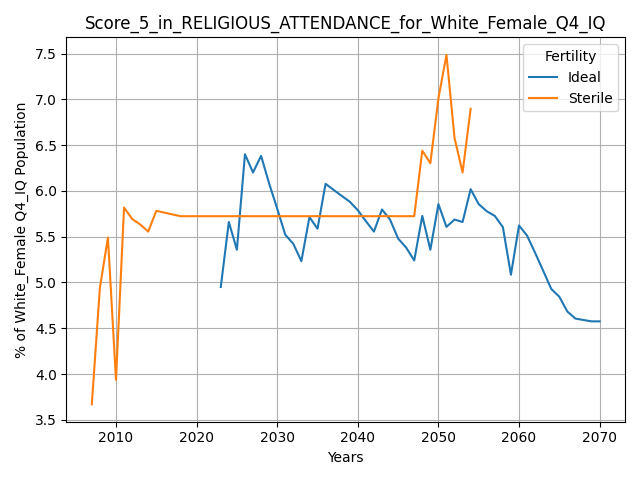 Score_5_in_RELIGIOUS_ATTENDANCE_for_White_Female_Q4_IQ
% of White_Female Q4_IQ Population
7.5
7.0
6.5
6.0
5.5
5.0
4.5
4.0
3.5
Fertility
Ideal
Sterile
2010 2020 2030 2040 2050 2060 2070
Years